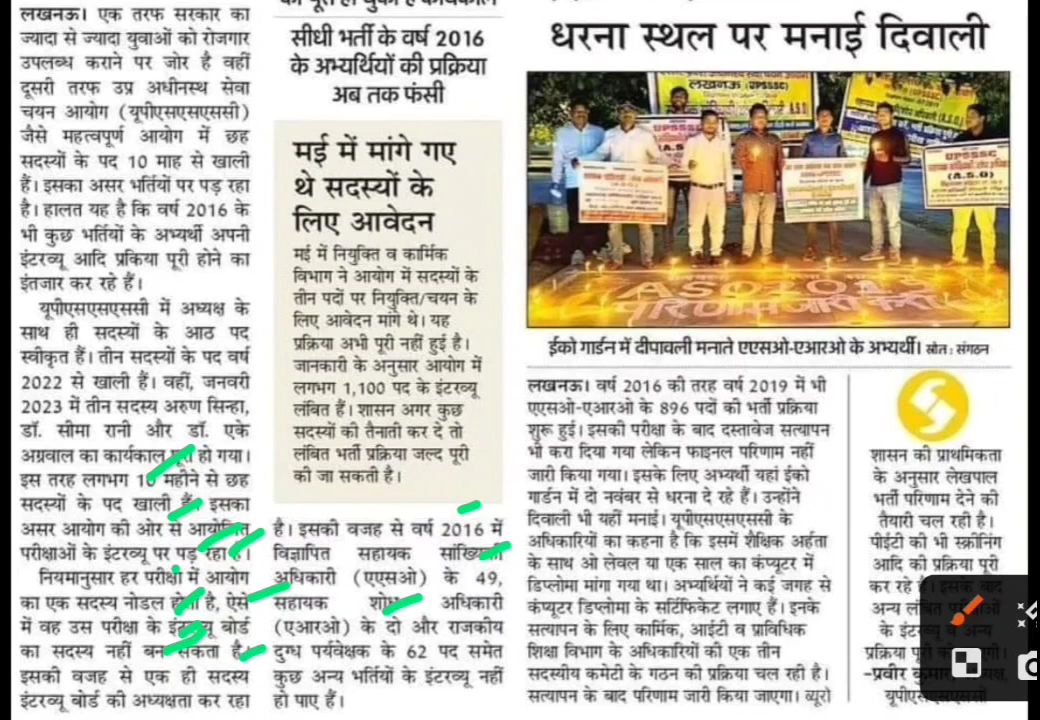 लखनऊ। एक तरफ सरकार का
ज्यादा से ज्यादा युवाओं को रोजगार
उपलब्ध कराने पर जोर है वहीं
दूसरी तरफ उप्र अधीनस्थ सेवा
चयन आयोग (यूपीएसएसएससी)
जैसे महत्वपूर्ण आयोग में छह
सदस्यों के पद 10 माह से खाली
हैं। इसका असर भर्तियों पर पड़ रहा
है। हालत यह है कि वर्ष 2016 के
भी कुछ भर्तियों के अभ्यर्थी अपनी
इंटरव्यू आदि प्रकिया पूरी होने का
इंतजार कर रहे हैं।
यूपीएसएसएससी में अध्यक्ष के
साथ ही सदस्यों के आठ पद
स्वीकृत हैं। तीन सदस्यों के पद वर्ष
2022 से खाली हैं। वहीं, जनवरी
2023 में तीन सदस्य अरुण सिन्हा,
डॉ. सीमा रानी और डॉ. एके
अग्रवाल का कार्यकाल पूरा हो गया।
इस तरह लगभग 10 महीने से छह
सदस्यों के पद खाली हैं। इसका
असर आयोग की ओर से आयोजित
परीक्षाओं के इंटरव्यू पर पड़ रहा है।
नियमानुसार हर परीक्षा में आयोग
का एक सदस्य नोडल होता है, ऐसे
में वह उस परीक्षा के इंटरव्यू बोर्ड
का सदस्य नहीं बन सकता है।
इसकी वजह से एक ही सदस्य
इंटरव्यू बोर्ड की अध्यक्षता कर रहा
सीधी भर्ती के वर्ष 2016
के अभ्यर्थियों की प्रक्रिया
अब तक फंसी
मई में मांगे गए
थे सदस्यों के
लिए आवेदन
मई में नियुक्ति व कार्मिक
विभाग ने आयोग में सदस्यों के
तीन पदों पर नियुक्ति/चयन के
लिए आवेदन मांगे थे। यह
प्रक्रिया अभी पूरी नहीं हुई है।
जानकारी के अनुसार आयोग में
लगभग 1,100 पद के इंटरव्यू
लंबित हैं। शासन अगर कुछ
सदस्यों की तैनाती कर दे तो
लंबित भर्ती प्रक्रिया जल्द पूरी
की जा सकती है।
है। इसकी वजह से वर्ष 2016 में
विज्ञापित सहायक सांख्यिकी
अधिकारी (एएसओ) के 49,
सहायक शोध अधिकारी
(एआरओ) के दो और राजकीय
दुग्ध पर्यवेक्षक के 62 पद समेत
कुछ अन्य भर्तियों के इंटरव्यू नहीं
हो पाए हैं।
धरना स्थल पर मनाई दिवाली
लखनऊ (UPSSSC)
UPSSSC
UPSSSC
(A.S.O)
ASO 2019
परिणाम जारी करो
ईको गार्डन में दीपावली मनाते एएसओ-एआरओ के अभ्यर्थी। स्रोत : संगठन
लखनऊ। वर्ष 2016 की तरह वर्ष 2019 में भी
एएसओ-एआरओ के 896 पदों की भर्ती प्रक्रिया
शुरू हुई। इसकी परीक्षा के बाद दस्तावेज सत्यापन
भी करा दिया गया लेकिन फाइनल परिणाम नहीं
जारी किया गया। इसके लिए अभ्यर्थी यहां ईको
गार्डन में दो नवंबर से धरना दे रहे हैं। उन्होंने
दिवाली भी यहीं मनाई। यूपीएसएसएससी के
अधिकारियों का कहना है कि इसमें शैक्षिक अर्हता
के साथ ओ लेवल या एक साल का कंप्यूटर में
डिप्लोमा मांगा गया था। अभ्यर्थियों ने कई जगह से
कंप्यूटर डिप्लोमा के सर्टिफिकेट लगाए हैं। इनके
सत्यापन के लिए कार्मिक, आईटी व प्राविधिक
शिक्षा विभाग के अधिकारियों की एक तीन
सदस्यीय कमेटी के गठन की प्रक्रिया चल रही है।
सत्यापन के बाद परिणाम जारी किया जाएगा। ब्यूरो
शासन की प्राथमिकता
के अनुसार लेखपाल
भर्ती परिणाम देने की
तैयारी चल रही है।
पीईटी की भी स्क्रीनिंग
आदि की प्रक्रिया पूरी
कर रहे हैं। इसके बाद
अन्य लंबित परीक्षाओं
के इंटरव्यू व अन्य
प्रक्रिया पूरी की जाएगी।
-प्रवीर कुमार
यूपीएसएसएससी